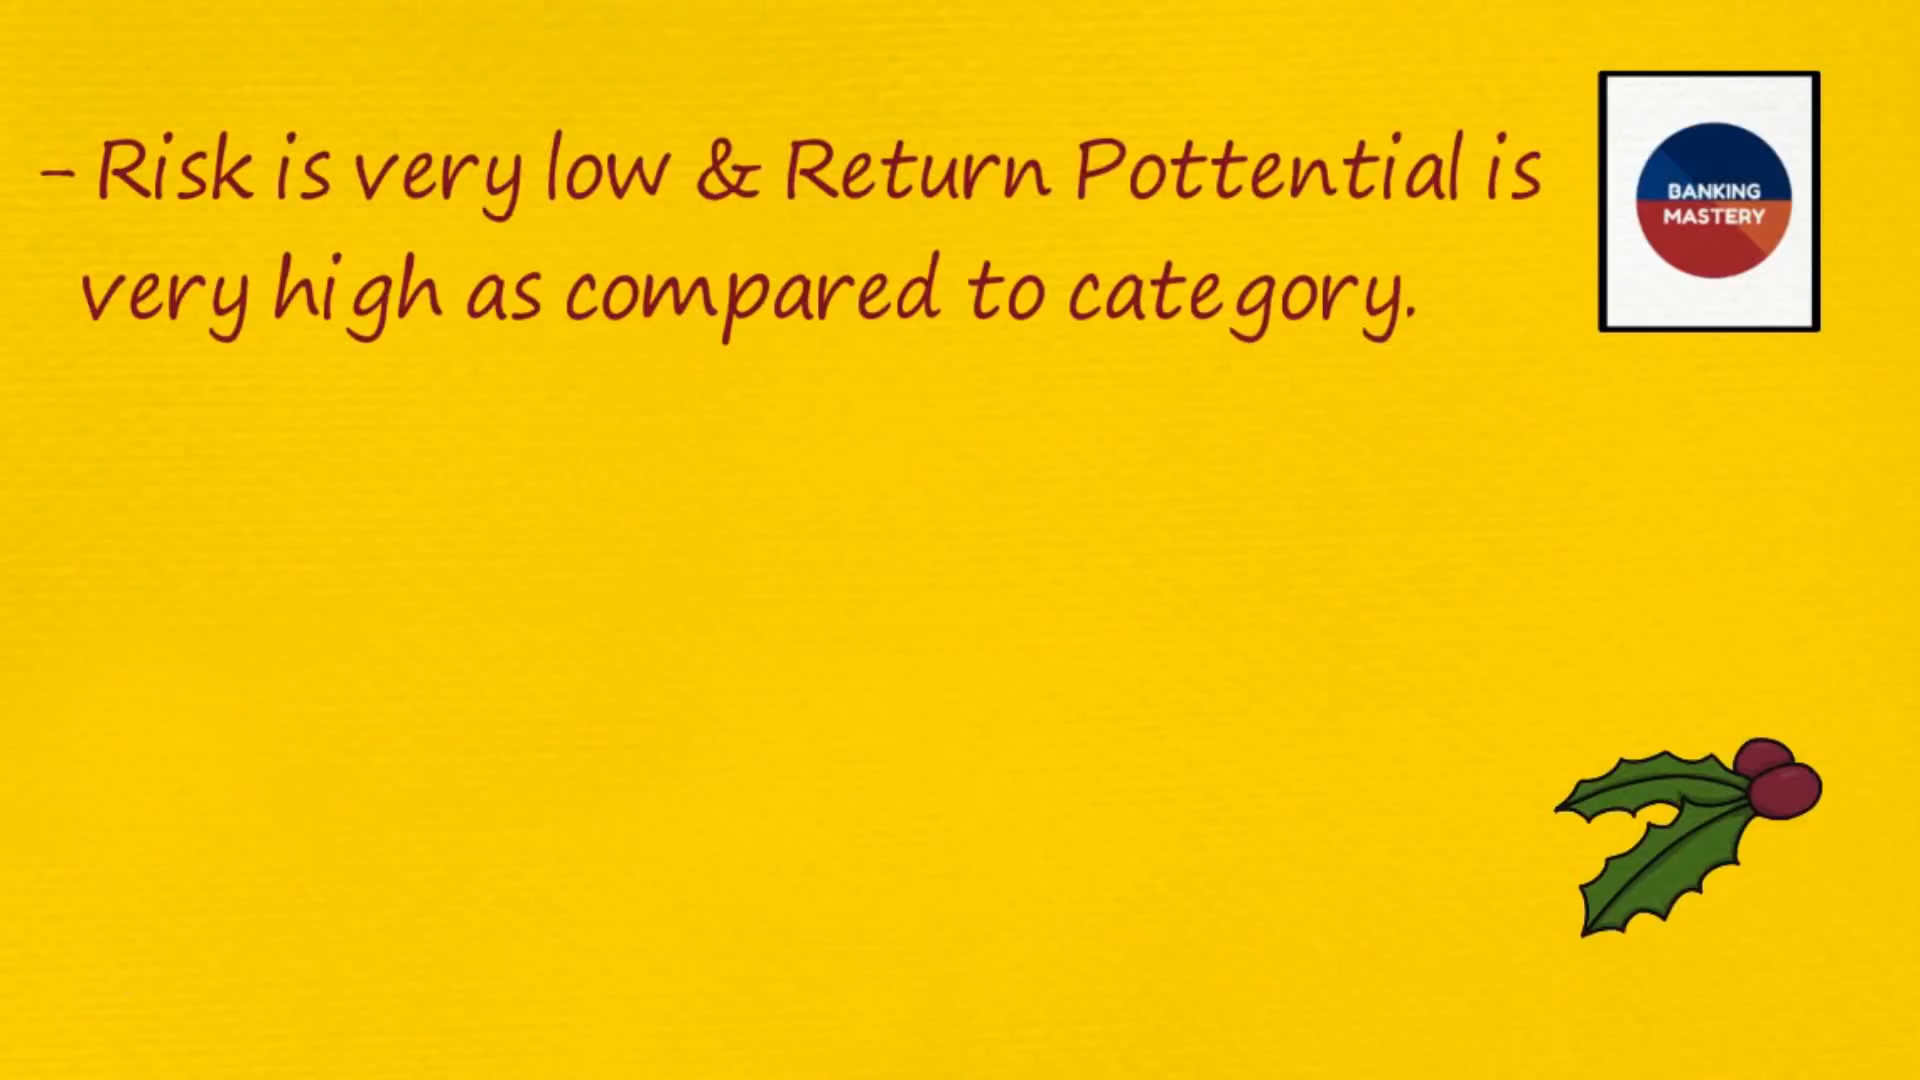 - Risk is very low & Return Pottential is
very high as compared to category.
BANKING
MASTERY